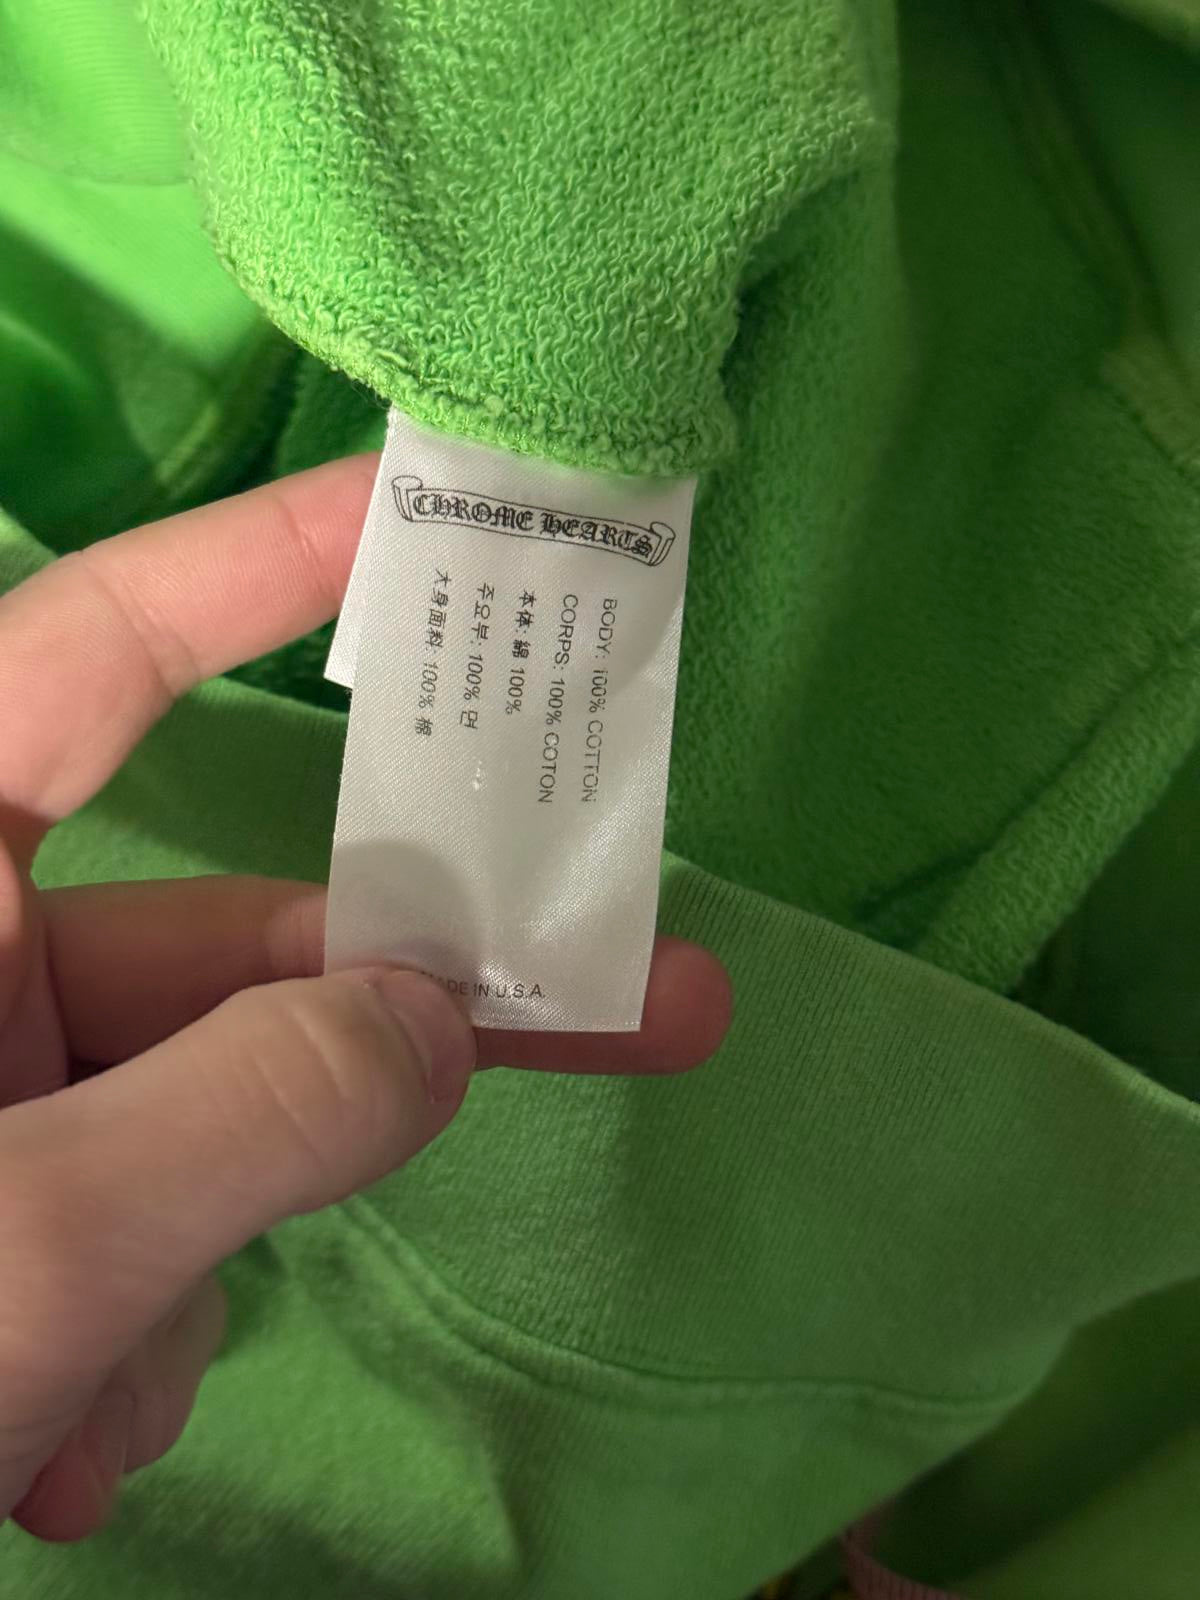 CHROME HEARTS
BODY: 100% COTTON
CORPS: 100% COTON
本体: 綿 100%
주요부: 100% 면
大身面料: 100% 棉
MADE IN U.S.A.